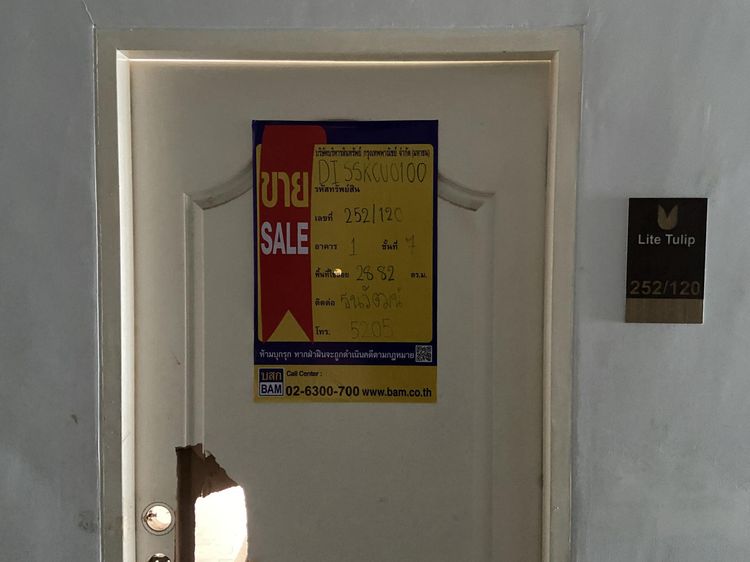 ขาย
SALE
บริษัทบริหารสินทรัพย์ กรุงเทพพาณิชย์ จำกัด (มหาชน)
รหัสทรัพย์สิน
เลขที่ 252/120
อาคาร 1 ชั้นที่ 7
พื้นที่ใช้สอย 28.82 ตร.ม.
ติดต่อ ธนวัฒน์
โทร. 5205
ห้ามบุกรุก หากฝ่าฝืนจะถูกดำเนินคดีตามกฎหมาย
บสก
BAM
Call Center :
02-6300-700 www.bam.co.th
Lite Tulip
252/120